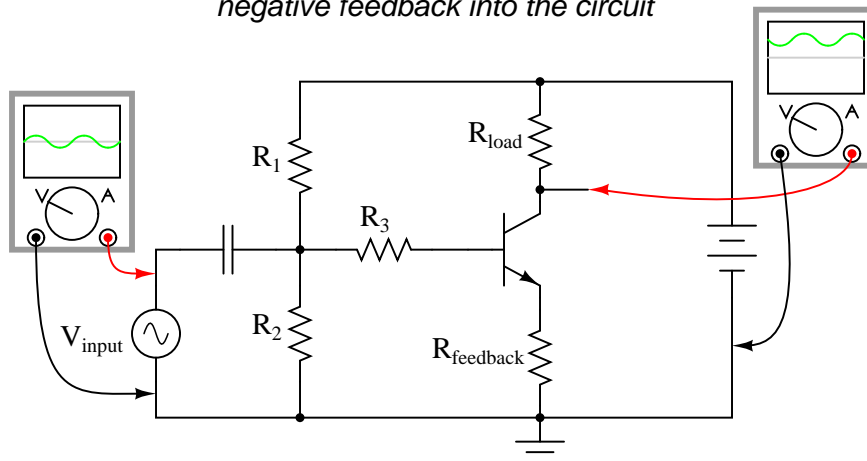 negative feedback into the circuit
V A
V A
R1
Rload
R3
R2
Vinput
Rfeedback